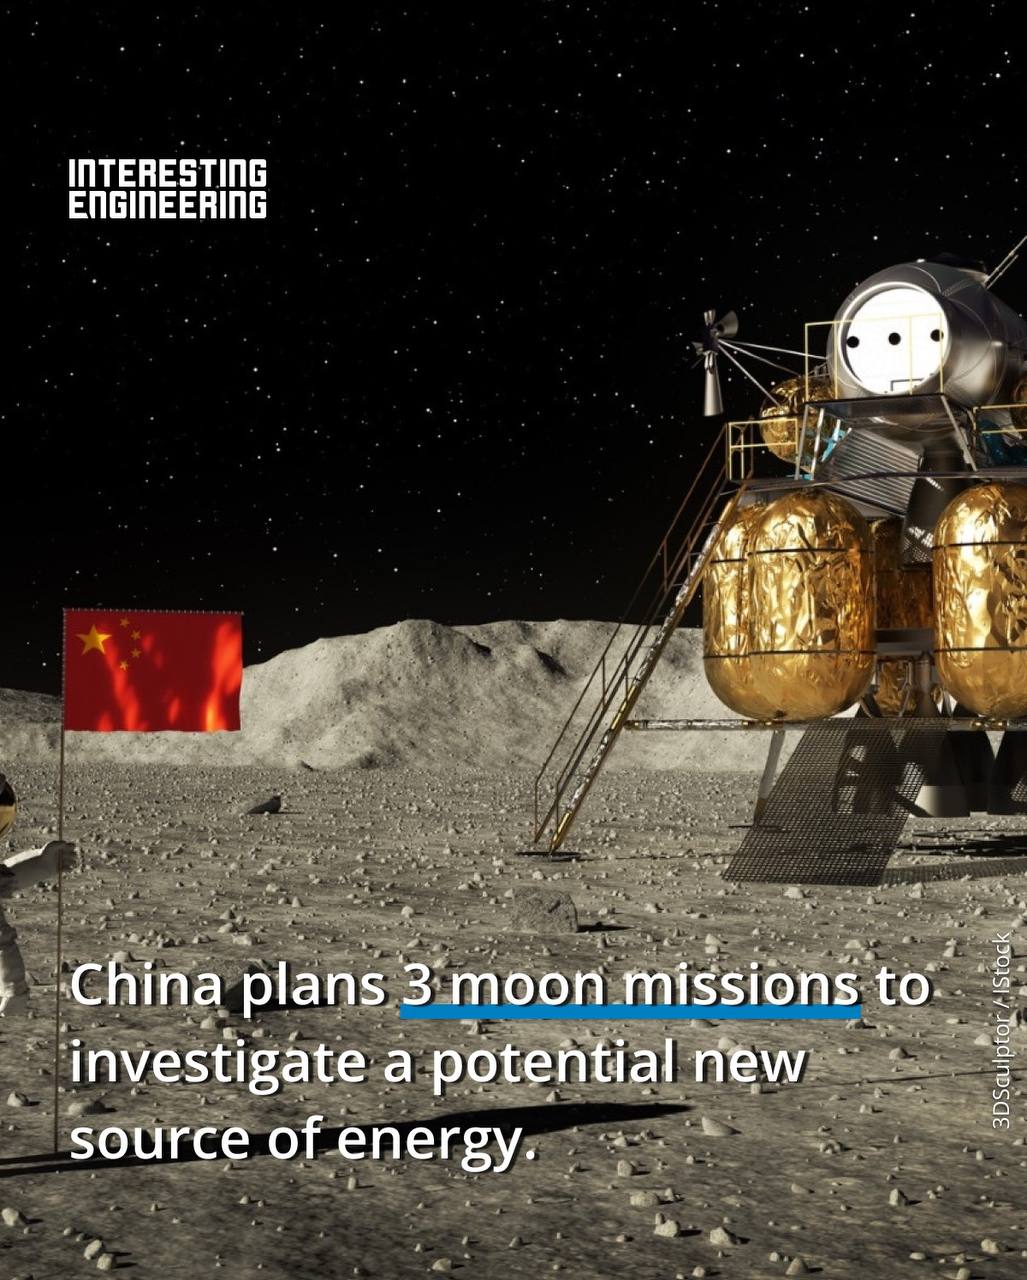 INTERESTING
ENGINEERING
China plans 3 moon missions to
investigate a potential new
source of energy.
3DSculptor / IStock